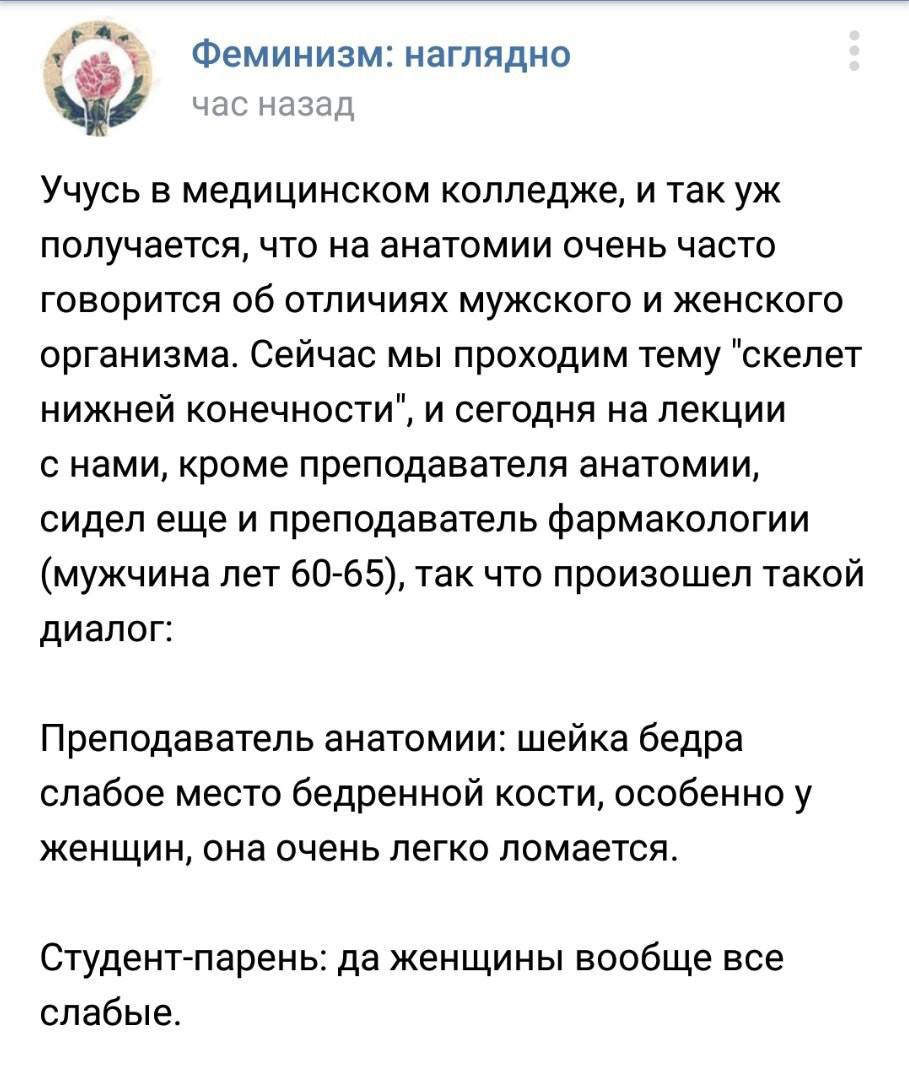 Феминизм: наглядно
час назад
Учусь в медицинском колледже, и так уж
получается, что на анатомии очень часто
говорится об отличиях мужского и женского
организма. Сейчас мы проходим тему "скелет
нижней конечности", и сегодня на лекции
с нами, кроме преподавателя анатомии,
сидел еще и преподаватель фармакологии
(мужчина лет 60-65), так что произошел такой
диалог:
Преподаватель анатомии: шейка бедра
слабое место бедренной кости, особенно у
женщин, она очень легко ломается.
Студент-парень: да женщины вообще все
слабые.